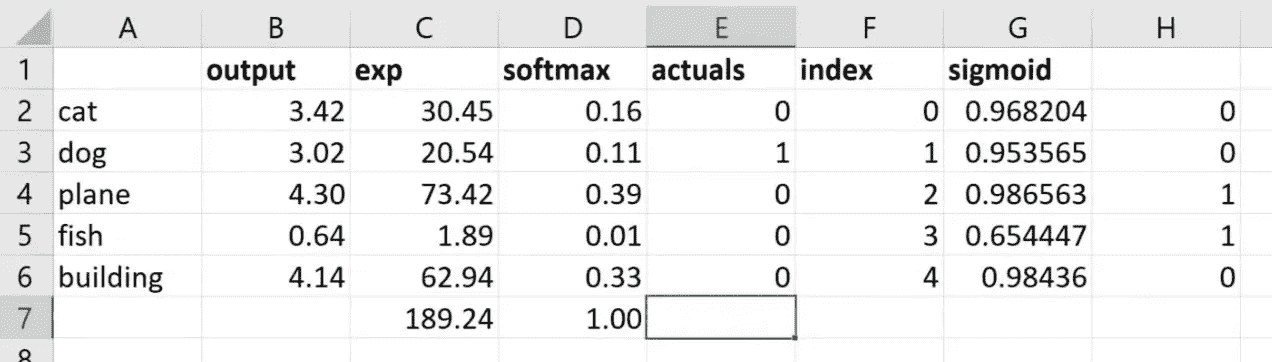 A B C D E F G H
1 output exp softmax actuals index sigmoid
2 cat 3.42 30.45 0.16 0 0 0.968204 0
3 dog 3.02 20.54 0.11 1 1 0.953565 0
4 plane 4.30 73.42 0.39 0 2 0.986563 1
5 fish 0.64 1.89 0.01 0 3 0.654447 1
6 building 4.14 62.94 0.33 0 4 0.98436 0
7 189.24 1.00
8